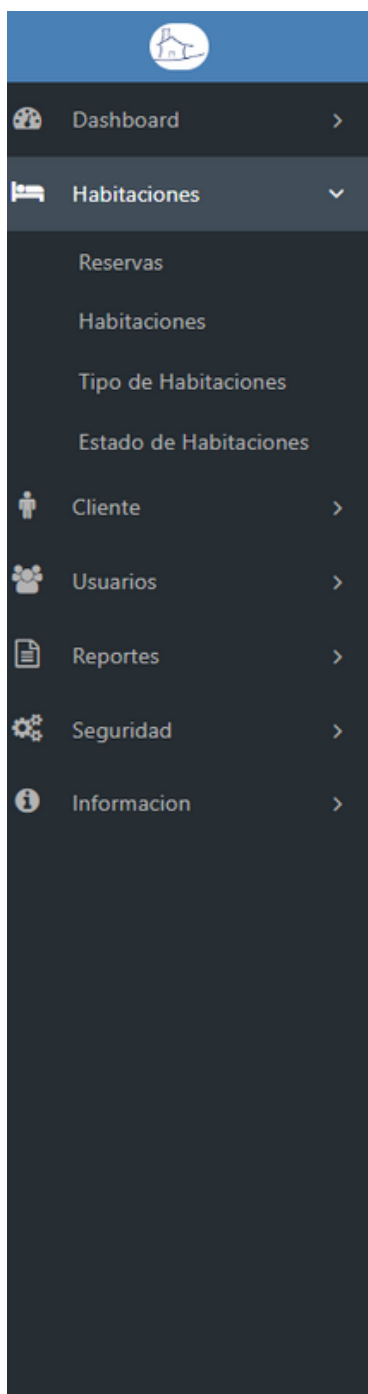 Dashboard
Habitaciones
Reservas
Habitaciones
Tipo de Habitaciones
Estado de Habitaciones
Cliente
Usuarios
Reportes
Seguridad
Informacion